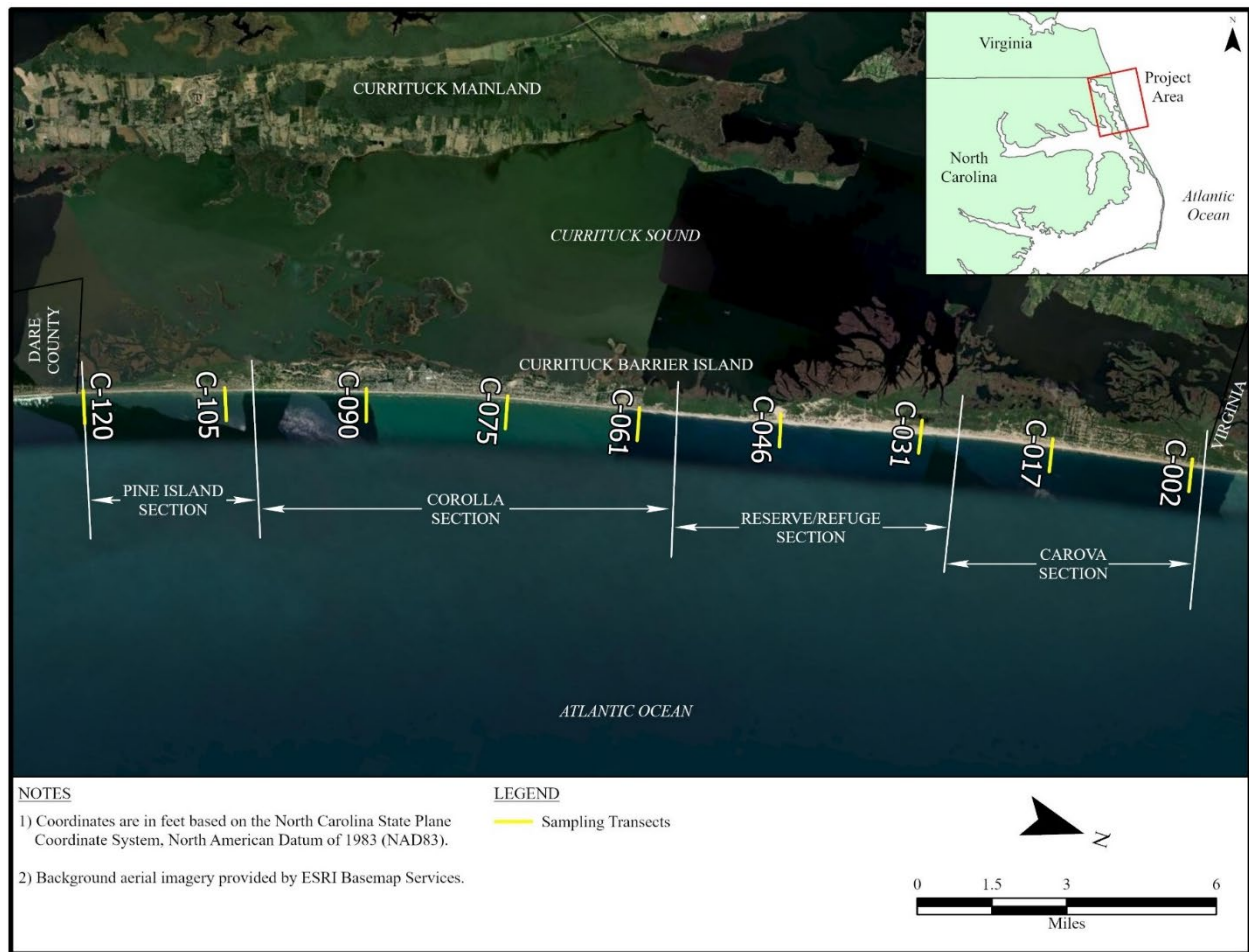 N
Virginia
Project
Area
North
Carolina
Atlantic
Ocean
CURRITUCK MAINLAND
CURRITUCK SOUND
DARE
COUNTY
CURRITUCK BARRIER ISLAND
VIRGINIA
C-120
C-105
C-090
C-075
C-061
C-046
C-031
C-017
C-002
PINE ISLAND
SECTION
COROLLA
SECTION
RESERVE/REFUGE
SECTION
CAROVA
SECTION
ATLANTIC OCEAN
NOTES
1) Coordinates are in feet based on the North Carolina State Plane
Coordinate System, North American Datum of 1983 (NAD83).
2) Background aerial imagery provided by ESRI Basemap Services.
LEGEND
Sampling Transects
N
0 1.5 3 6
Miles